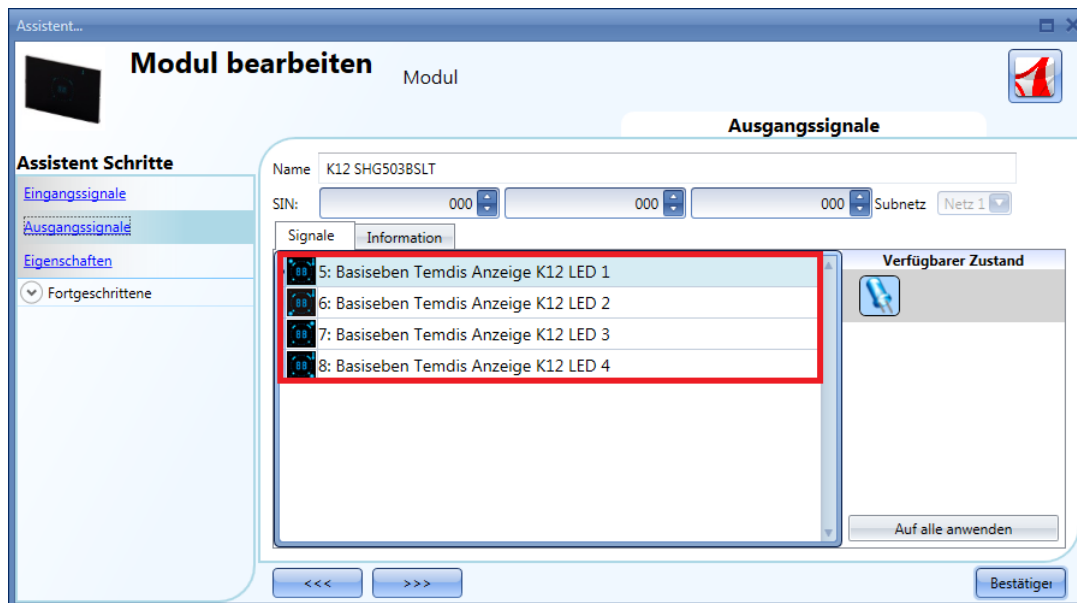 Assistent...
Modul bearbeiten
Modul
Ausgangssignale
Assistent Schritte
Eingangssignale
Ausgangssignale
Eigenschaften
Fortgeschrittene
Name K12 SHG503BSLT
SIN: 000 000 000 Subnetz Netz 1
Signale Information
5: Basiseben Temdis Anzeige K12 LED 1
6: Basiseben Temdis Anzeige K12 LED 2
7: Basiseben Temdis Anzeige K12 LED 3
8: Basiseben Temdis Anzeige K12 LED 4
Verfügbarer Zustand
Auf alle anwenden
<<< >>>
Bestätiger